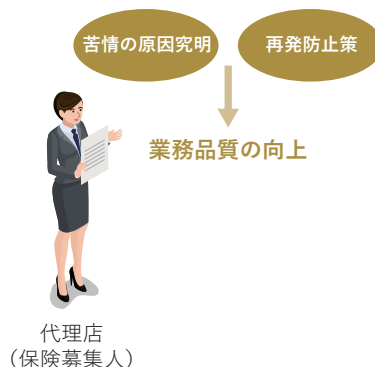 苦情の原因究明
再発防止策
業務品質の向上
代理店
（保険募集人）